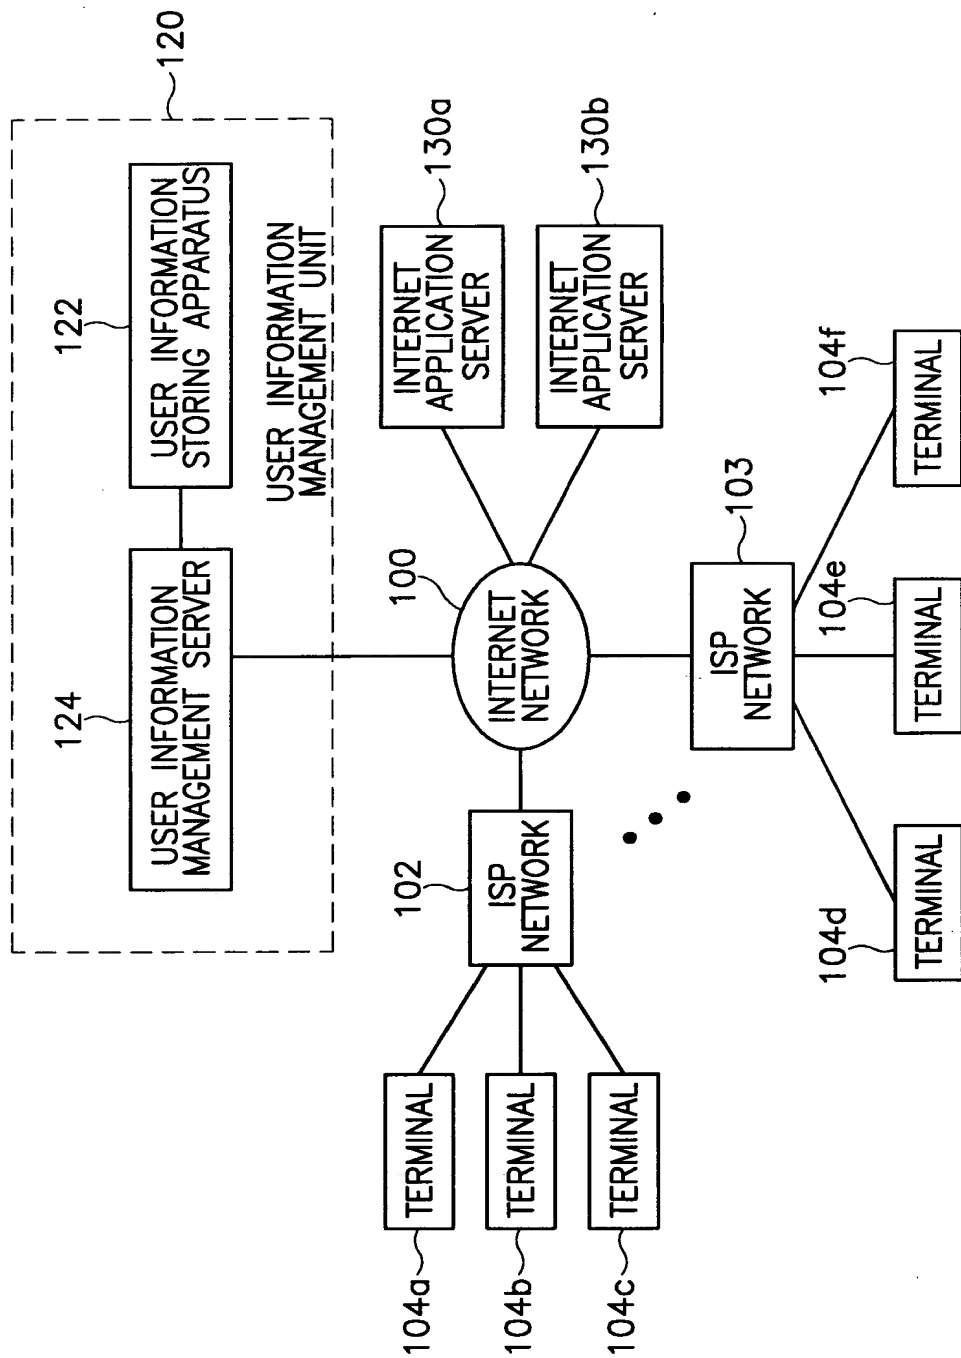 120
122
USER INFORMATION
STORING APPARATUS
124
USER INFORMATION
MANAGEMENT SERVER
USER INFORMATION
MANAGEMENT UNIT
130a
INTERNET
APPLICATION
SERVER
130b
INTERNET
APPLICATION
SERVER
100
INTERNET
NETWORK
102
ISP
NETWORK
103
ISP
NETWORK
104a
TERMINAL
104b
TERMINAL
104c
TERMINAL
104d
TERMINAL
104e
TERMINAL
104f
TERMINAL